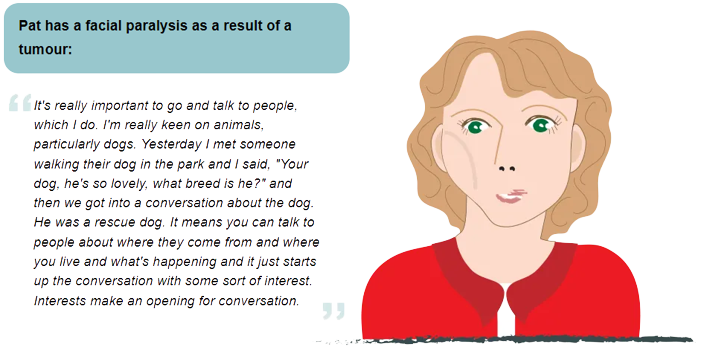 Pat has a facial paralysis as a result of a
tumour:
“It's really important to go and talk to people,
which I do. I'm really keen on animals,
particularly dogs. Yesterday I met someone
walking their dog in the park and I said, "Your
dog, he's so lovely, what breed is he?" and
then we got into a conversation about the dog.
He was a rescue dog. It means you can talk to
people about where they come from and where
you live and what's happening and it just starts
up the conversation with some sort of interest.
Interests make an opening for conversation.”